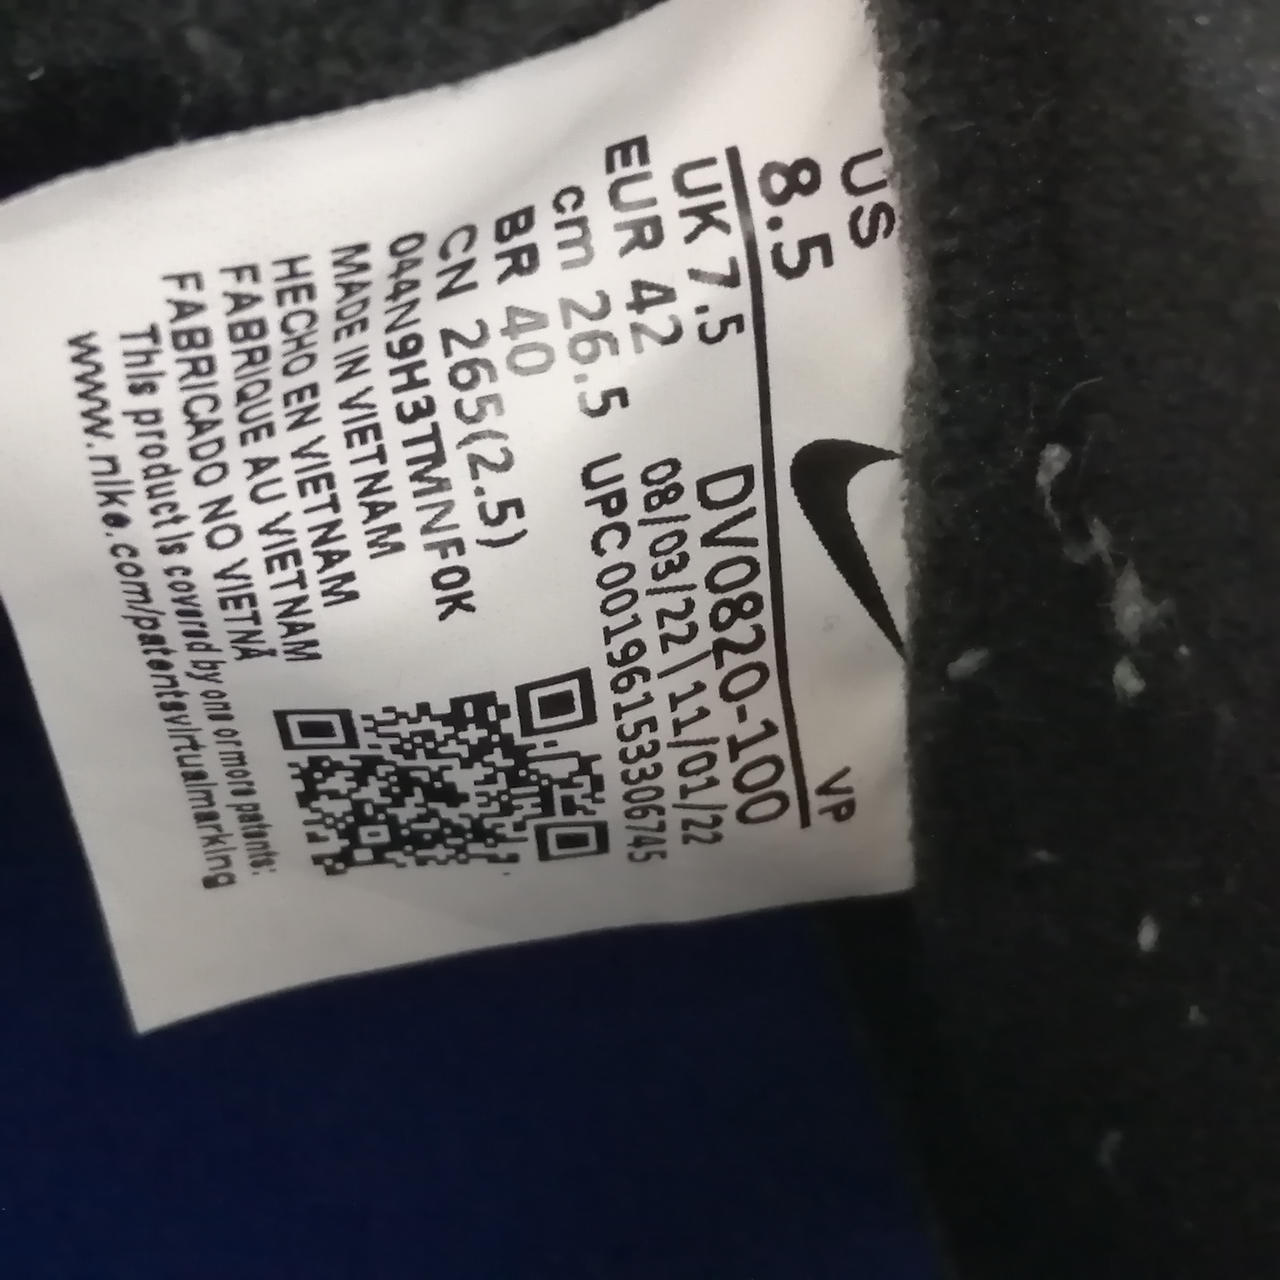 US
8.5
VP
UK 7.5 DV0820-100
EUR 42 08/03/22\11/01/22
cm 26.5 UPC 00196153306745
BR 40
CN 265(2.5)
044N9H3TMNF0K
MADE IN VIETNAM
HECHO EN VIETNAM
FABRIQUE AU VIETNAM
FABRICADO NO VIETNÃ
This product is covered by one or more patents:
www.nike.com/patentsvirtualmarking